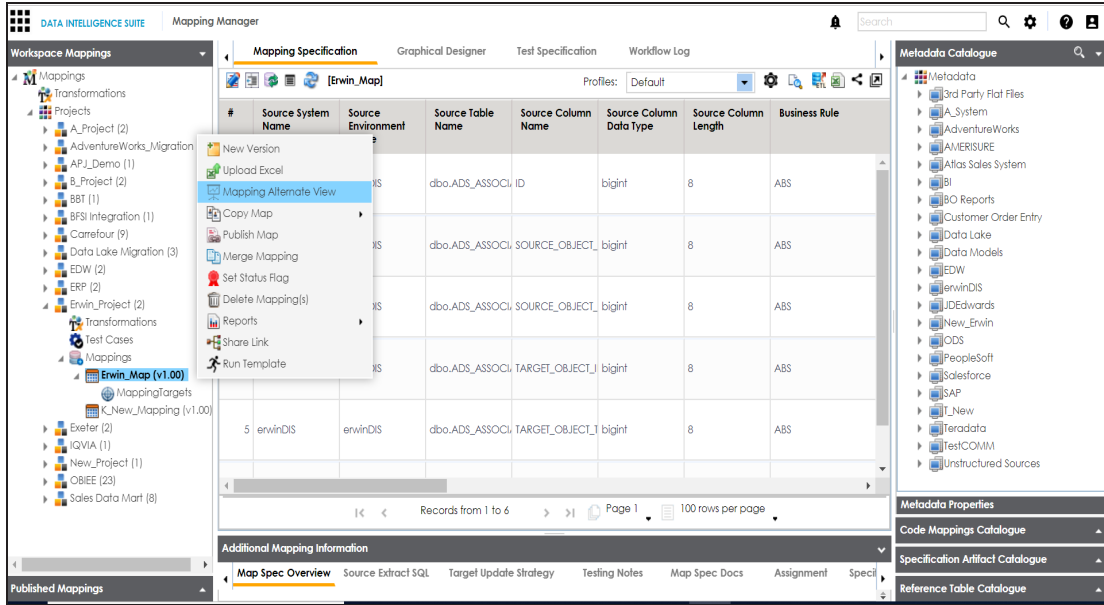 DATA INTELLIGENCE SUITE
Mapping Manager
Search
Workspace Mappings
Mappings
Transformations
Projects
A_Project (2)
AdventureWorks_Migration
APJ_Demo (1)
B_Project (2)
BBT (1)
BFSI Integration (1)
Carrefour (9)
Data Lake Migration (3)
EDW (2)
ERP (2)
Erwin_Project (2)
Transformations
Test Cases
Mappings
Erwin_Map (v1.00)
MappingTargets
K_New_Mapping (v1.00)
Exeter (2)
IQVIA (1)
New_Project (1)
OBIEE (23)
Sales Data Mart (8)
Published Mappings
New Version
Upload Excel
Mapping Alternate View
Copy Map
Publish Map
Merge Mapping
Set Status Flag
Delete Mapping(s)
Reports
Share Link
Run Template
Mapping Specification Graphical Designer Test Specification Workflow Log
[Erwin_Map] Profiles: Default
# Source System Name Source Environment Source Table Name Source Column Name Source Column Data Type Source Column Length Business Rule
dbo.ADS_ASSOCI ID bigint 8 ABS
dbo.ADS_ASSOCI SOURCE_OBJECT_ bigint 8 ABS
dbo.ADS_ASSOCI SOURCE_OBJECT_ bigint 8 ABS
dbo.ADS_ASSOCI TARGET_OBJECT_I bigint 8 ABS
5 erwinDIS erwinDIS dbo.ADS_ASSOCI TARGET_OBJECT_T bigint 8 ABS
Records from 1 to 6 Page 1 100 rows per page
Additional Mapping Information
Map Spec Overview Source Extract SQL Target Update Strategy Testing Notes Map Spec Docs Assignment Specif
Metadata Catalogue
Metadata
3rd Party Flat Files
A_System
AdventureWorks
AMERISURE
Atlas Sales System
BI
BO Reports
Customer Order Entry
Data Lake
Data Models
EDW
erwinDIS
JDEdwards
New_Erwin
ODS
PeopleSoft
Salesforce
SAP
T_New
Teradata
TestCOMM
Unstructured Sources
Metadata Properties
Code Mappings Catalogue
Specification Artifact Catalogue
Reference Table Catalogue